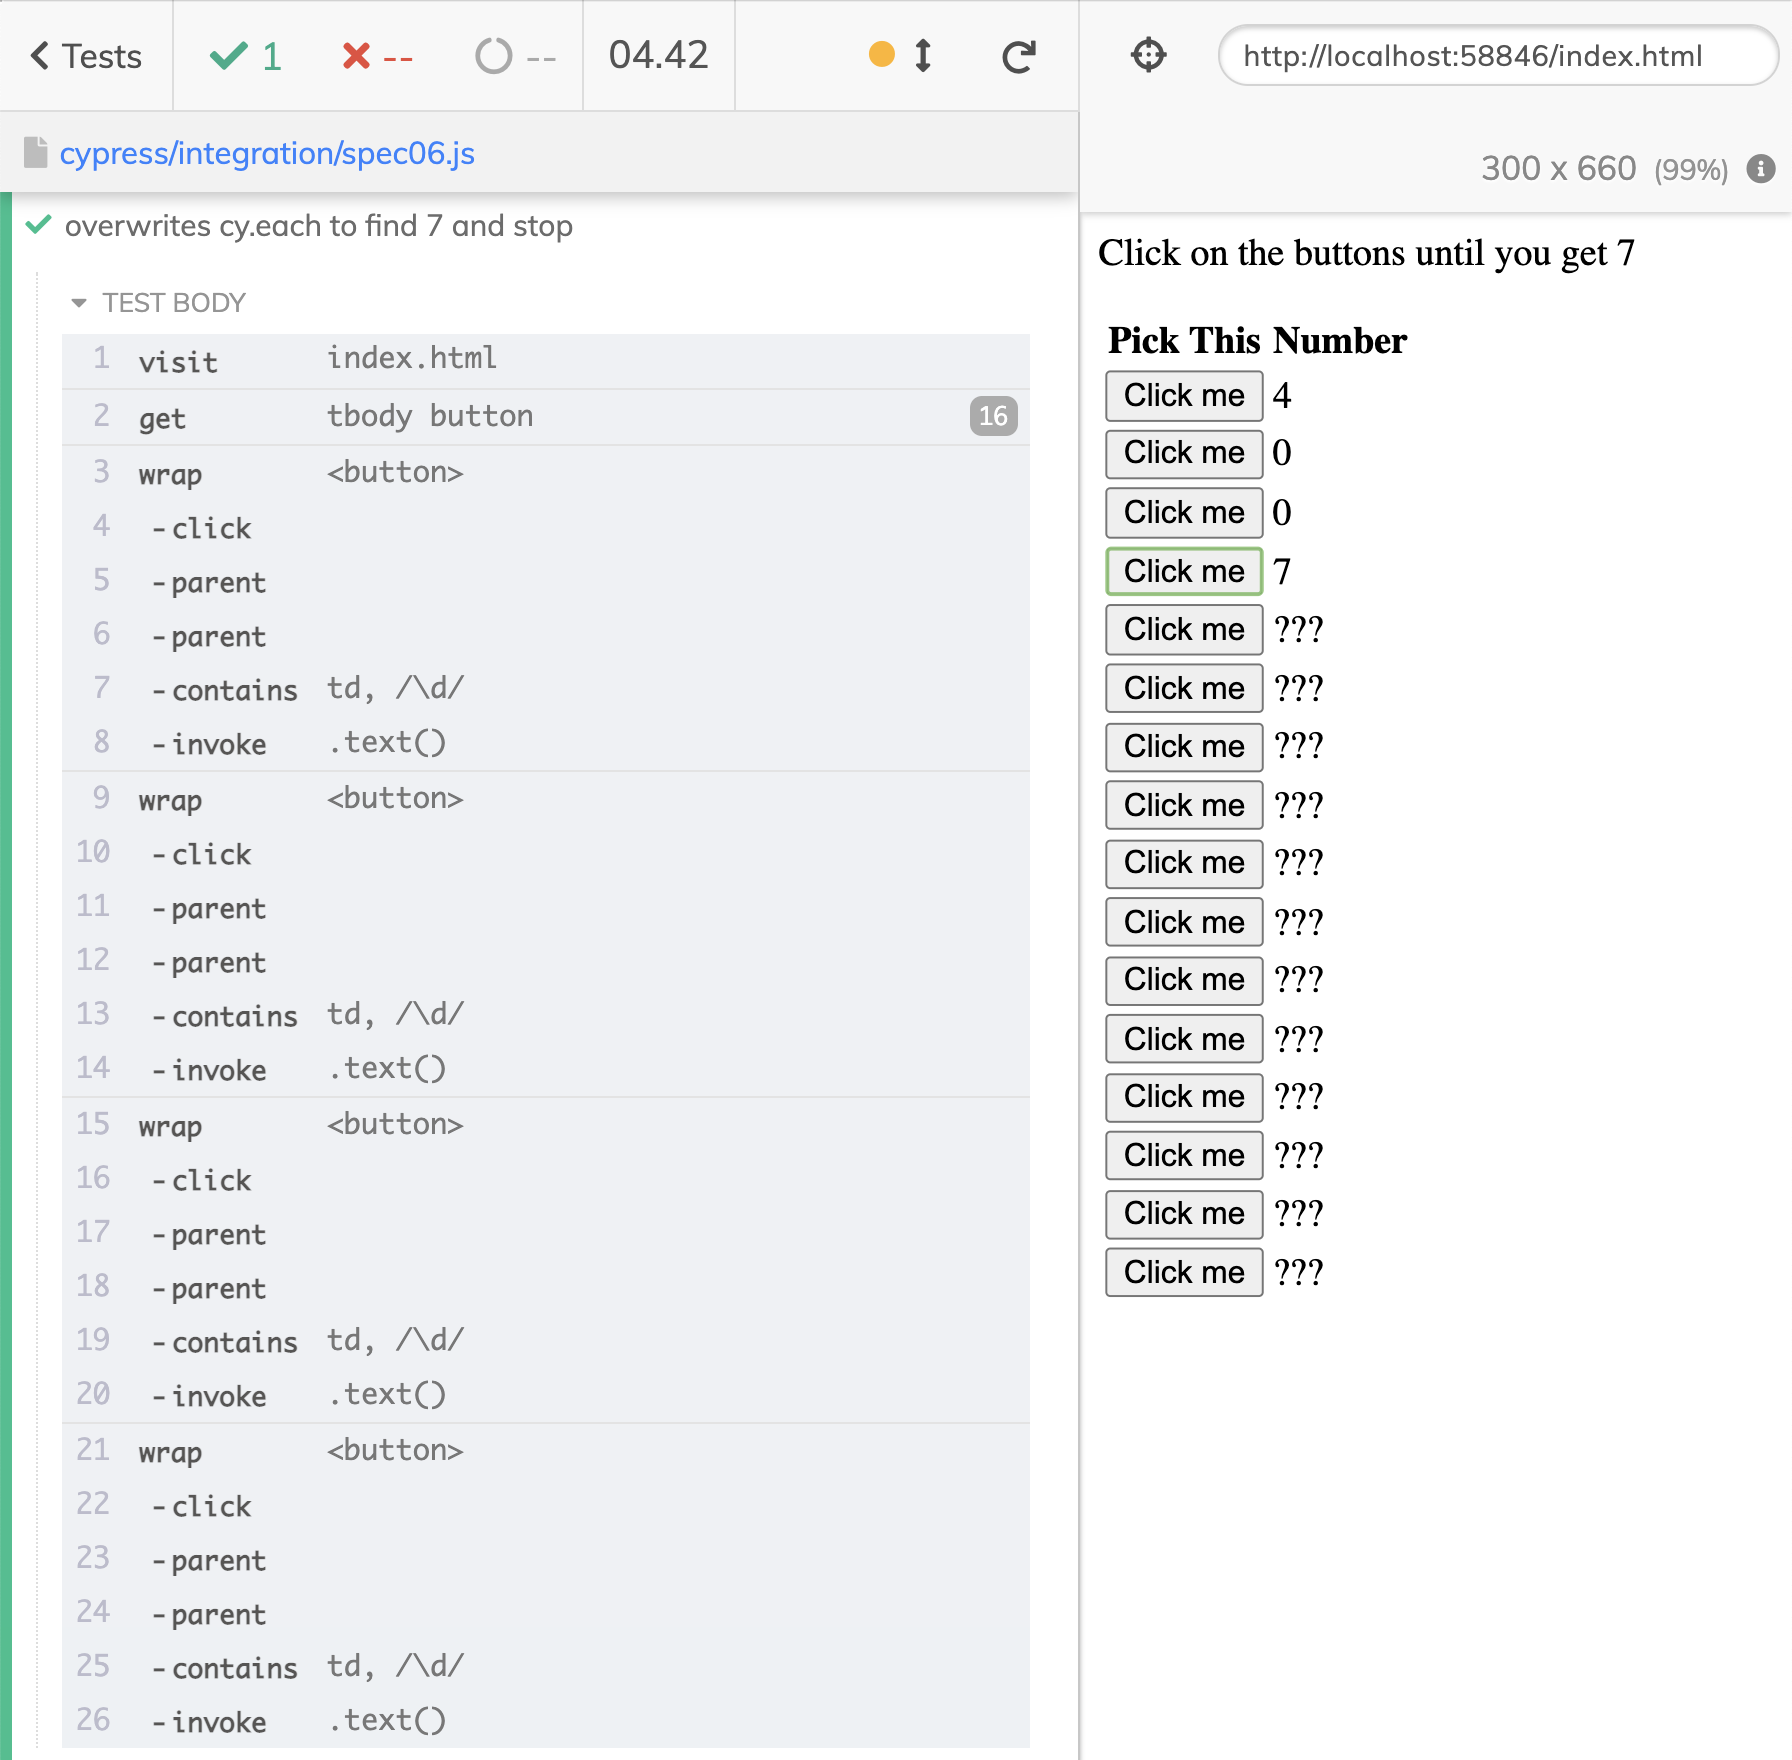 Tests 1 -- -- 04.42
cypress/integration/spec06.js
overwrites cy.each to find 7 and stop
TEST BODY
1 visit index.html
2 get tbody button 16
3 wrap <button>
4 -click
5 -parent
6 -parent
7 -contains td, /\d/
8 -invoke .text()
9 wrap <button>
10 -click
11 -parent
12 -parent
13 -contains td, /\d/
14 -invoke .text()
15 wrap <button>
16 -click
17 -parent
18 -parent
19 -contains td, /\d/
20 -invoke .text()
21 wrap <button>
22 -click
23 -parent
24 -parent
25 -contains td, /\d/
26 -invoke .text()
http://localhost:58846/index.html
300 x 660 (99%)
Click on the buttons until you get 7
Pick This Number
Click me 4
Click me 0
Click me 0
Click me 7
Click me ???
Click me ???
Click me ???
Click me ???
Click me ???
Click me ???
Click me ???
Click me ???
Click me ???
Click me ???
Click me ???
Click me ???